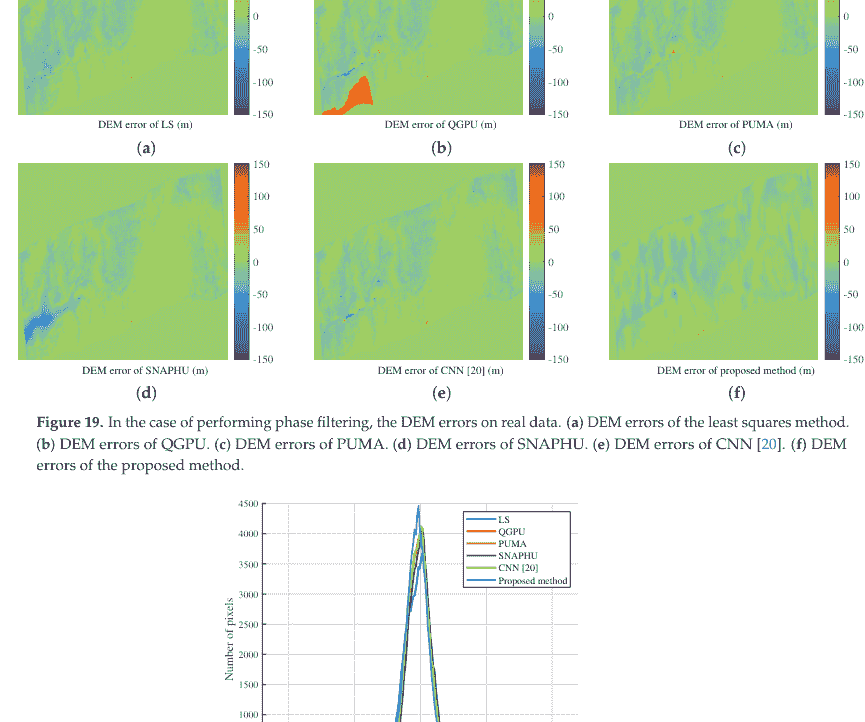 0 0 0
-50 -50 -50
-100 -100 -100
-150 -150 -150
DEM error of LS (m) DEM error of QGPU (m) DEM error of PUMA (m)
(a) (b) (c)
150 150 150
100 100 100
50 50 50
0 0 0
-50 -50 -50
-100 -100 -100
-150 -150 -150
DEM error of SNAPHU (m) DEM error of CNN [20] (m) DEM error of proposed method (m)
(d) (e) (f)
Figure 19. In the case of performing phase filtering, the DEM errors on real data. (a) DEM errors of the least squares method.
(b) DEM errors of QGPU. (c) DEM errors of PUMA. (d) DEM errors of SNAPHU. (e) DEM errors of CNN [20]. (f) DEM
errors of the proposed method.
4500
4000
3500
3000
2500
2000
1500
1000
Number of pixels
LS
QGPU
PUMA
SNAPHU
CNN [20]
Proposed method